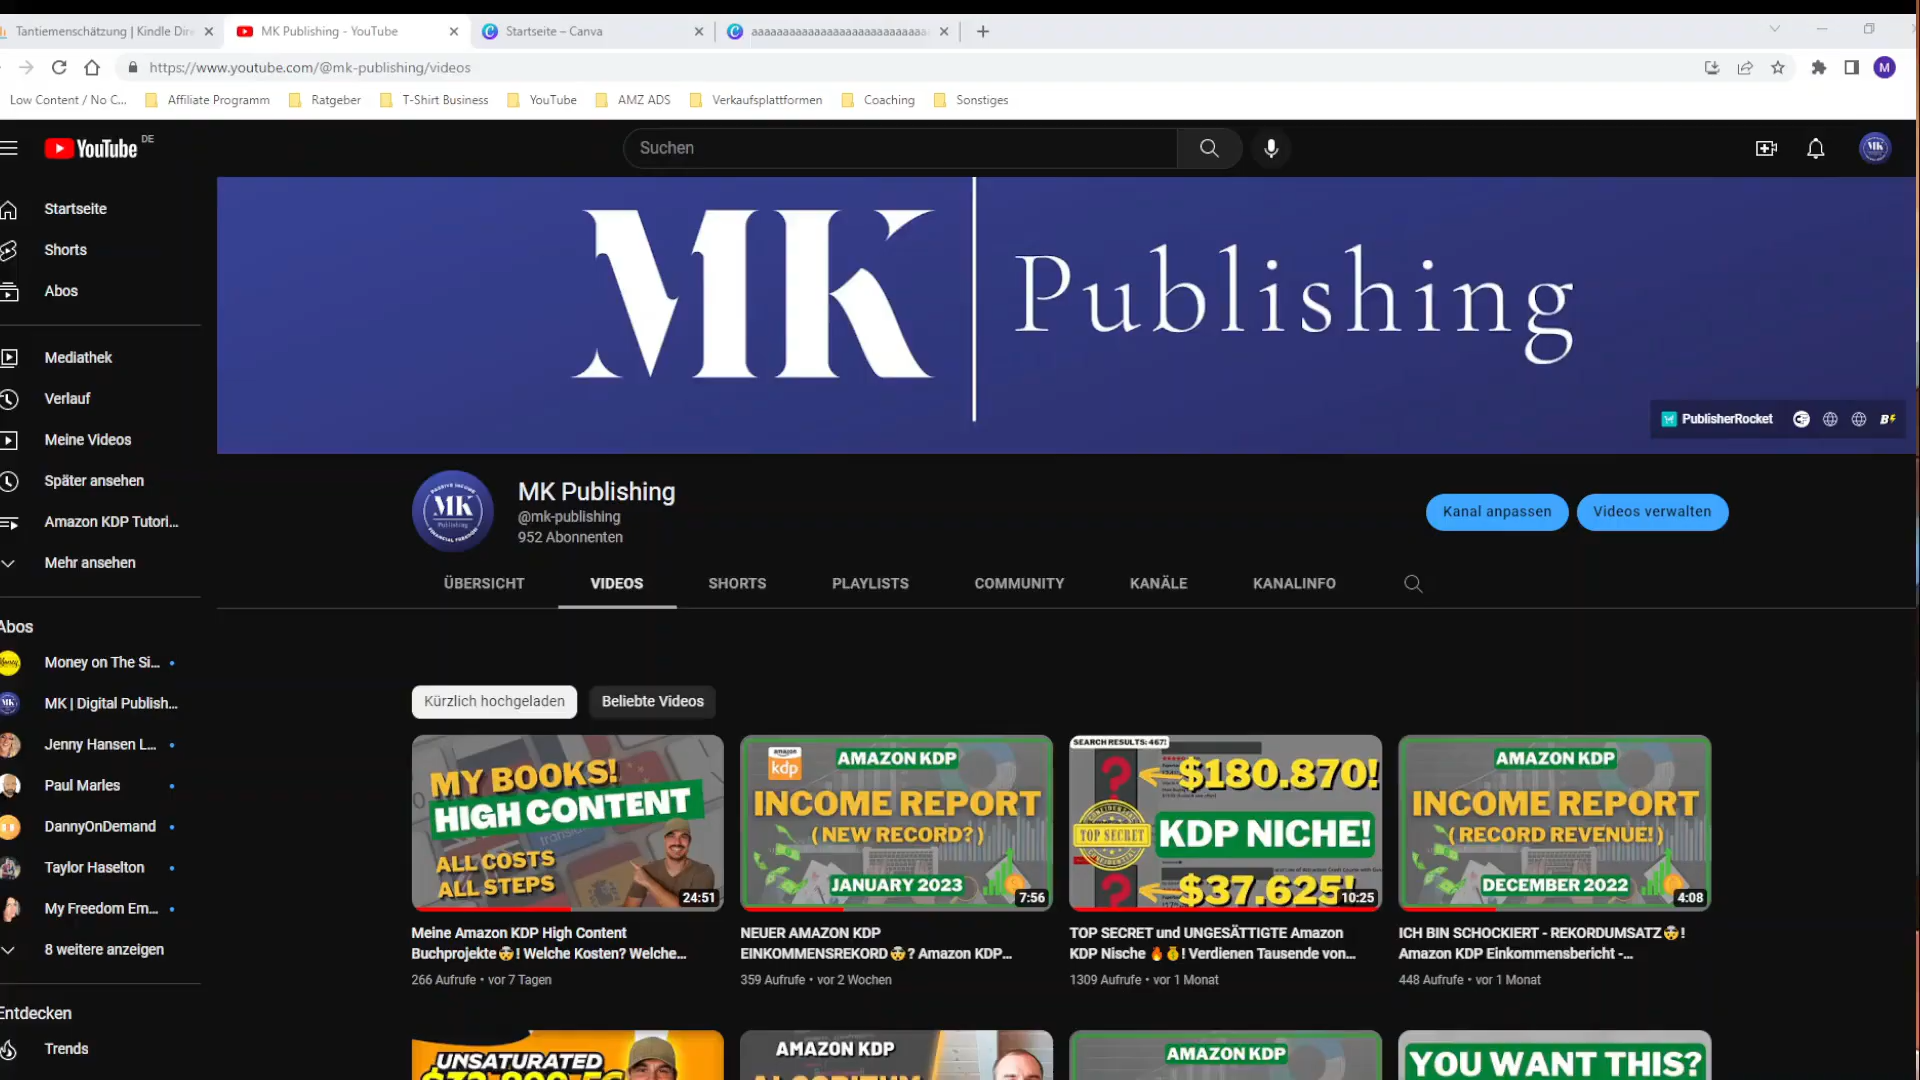 Tantiemenschätzung | Kindle Dir
MK Publishing - YouTube
Startseite – Canva
https://www.youtube.com/@mk-publishing/videos
M
Low Content / No C...
Affiliate Programm
Ratgeber
T-Shirt Business
YouTube
AMZ ADS
Verkaufsplattformen
Coaching
Sonstiges
YouTube DE
Suchen
MK
Startseite
Shorts
Abos
Mediathek
Verlauf
Meine Videos
Später ansehen
Amazon KDP Tutori...
Mehr ansehen
Abos
Money on The Si...
MK | Digital Publish...
Jenny Hansen L...
Paul Marles
DannyOnDemand
Taylor Haselton
My Freedom Em...
8 weitere anzeigen
Entdecken
Trends
MK Publishing
PublisherRocket
MK
Publishing
MK Publishing
@mk-publishing
952 Abonnenten
Kanal anpassen
Videos verwalten
ÜBERSICHT
VIDEOS
SHORTS
PLAYLISTS
COMMUNITY
KANÄLE
KANALINFO
Kürzlich hochgeladen
Beliebte Videos
MY BOOKS!
HIGH CONTENT
ALL COSTS
ALL STEPS
24:51
Meine Amazon KDP High Content
Buchprojekte🤯! Welche Kosten? Welche...
266 Aufrufe • vor 7 Tagen
amazon
kdp
AMAZON KDP
INCOME REPORT
(NEW RECORD?)
JANUARY 2023
7:56
NEUER AMAZON KDP
EINKOMMENSREKORD🤯? Amazon KDP...
359 Aufrufe • vor 2 Wochen
SEARCH RESULTS: 467!
$180.870!
TOP SECRET
KDP NICHE!
$37.625!
10:25
TOP SECRET und UNGESÄTTIGTE Amazon
KDP Nische 🔥💰! Verdienen Tausende von...
1309 Aufrufe • vor 1 Monat
AMAZON KDP
INCOME REPORT
(RECORD REVENUE!)
DECEMBER 2022
4:08
ICH BIN SCHOCKIERT - REKORDUMSATZ🤯!
Amazon KDP Einkommensbericht -...
448 Aufrufe • vor 1 Monat
UNSATURATED
AMAZON KDP
AMAZON KDP
YOU WANT THIS?